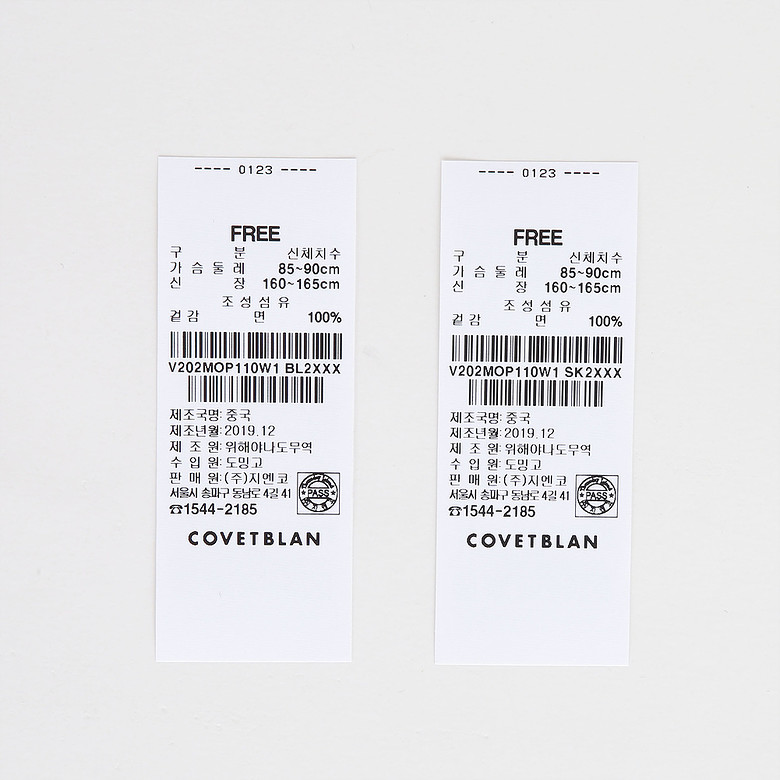 ---- 0123 ----
FREE
구 분 신체치수
가 슴 둘 레 85~90cm
신 장 160~165cm
조 성 섬 유
겉 감 면 100%
V202MOP110W1 BL2XXX
제조국명: 중국
제조년월: 2019.12
제 조 원: 위해야나도무역
수 입 원: 도밍고
판 매 원: (주)지엔코
서울시 송파구 동남로 4길 41
☎1544-2185
PASS
COVETBLAN
---- 0123 ----
FREE
구 분 신체치수
가 슴 둘 레 85~90cm
신 장 160~165cm
조 성 섬 유
겉 감 면 100%
V202MOP110W1 SK2XXX
제조국명: 중국
제조년월: 2019.12
제 조 원: 위해야나도무역
수 입 원: 도밍고
판 매 원: (주)지엔코
서울시 송파구 동남로 4길 41
☎1544-2185
PASS
COVETBLAN